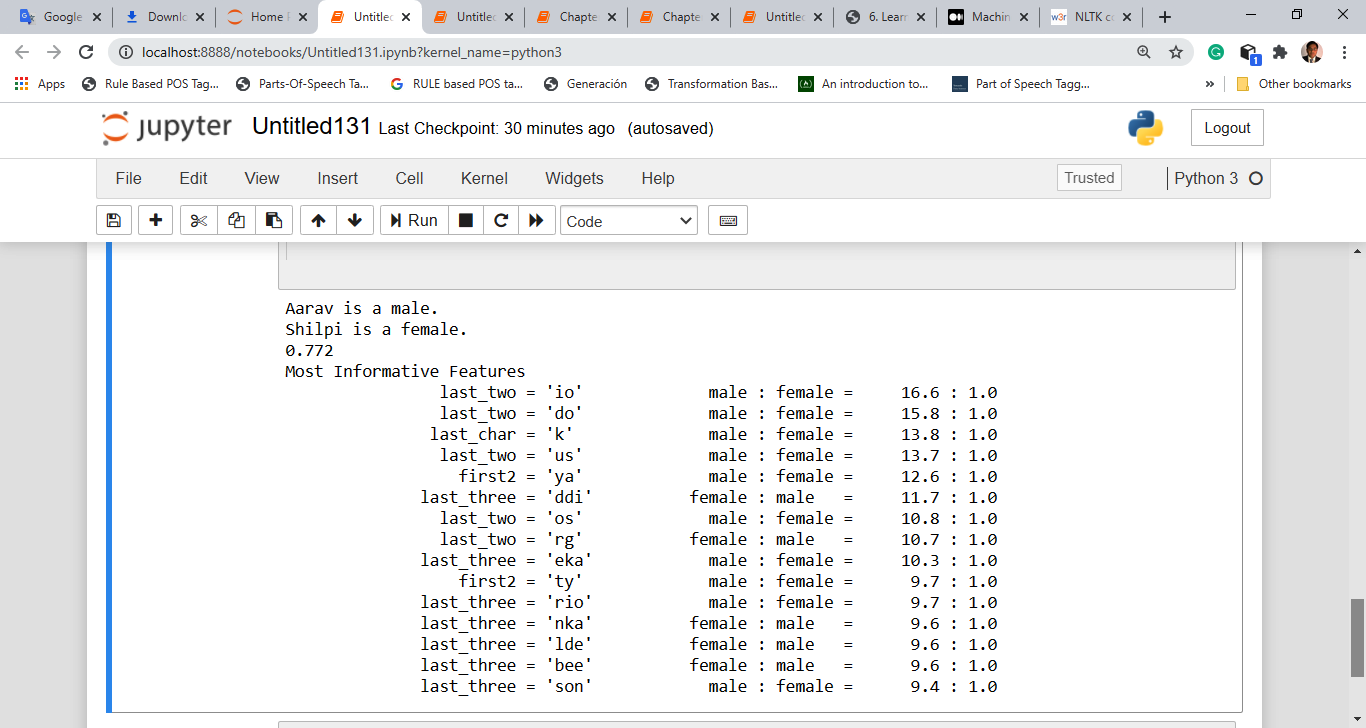 Google
Downlo
Home P
Untitled
Untitled
Chapte
Chapte
Untitled
6. Learn
Machin
w3r NLTK co
localhost:8888/notebooks/Untitled131.ipynb?kernel_name=python3
1
Apps
Rule Based POS Tag...
Parts-Of-Speech Ta...
RULE based POS ta...
Generación
Transformation Bas...
An introduction to...
Part of Speech Tagg...
»
Other bookmarks
jupyter Untitled131 Last Checkpoint: 30 minutes ago (autosaved)
Logout
File Edit View Insert Cell Kernel Widgets Help
Trusted
Python 3
Run
Code
Aarav is a male.
Shilpi is a female.
0.772
Most Informative Features
last_two = 'io' male : female = 16.6 : 1.0
last_two = 'do' male : female = 15.8 : 1.0
last_char = 'k' male : female = 13.8 : 1.0
last_two = 'us' male : female = 13.7 : 1.0
first2 = 'ya' male : female = 12.6 : 1.0
last_three = 'ddi' female : male = 11.7 : 1.0
last_two = 'os' male : female = 10.8 : 1.0
last_two = 'rg' female : male = 10.7 : 1.0
last_three = 'eka' male : female = 10.3 : 1.0
first2 = 'ty' male : female = 9.7 : 1.0
last_three = 'rio' male : female = 9.7 : 1.0
last_three = 'nka' female : male = 9.6 : 1.0
last_three = 'lde' female : male = 9.6 : 1.0
last_three = 'bee' female : male = 9.6 : 1.0
last_three = 'son' male : female = 9.4 : 1.0